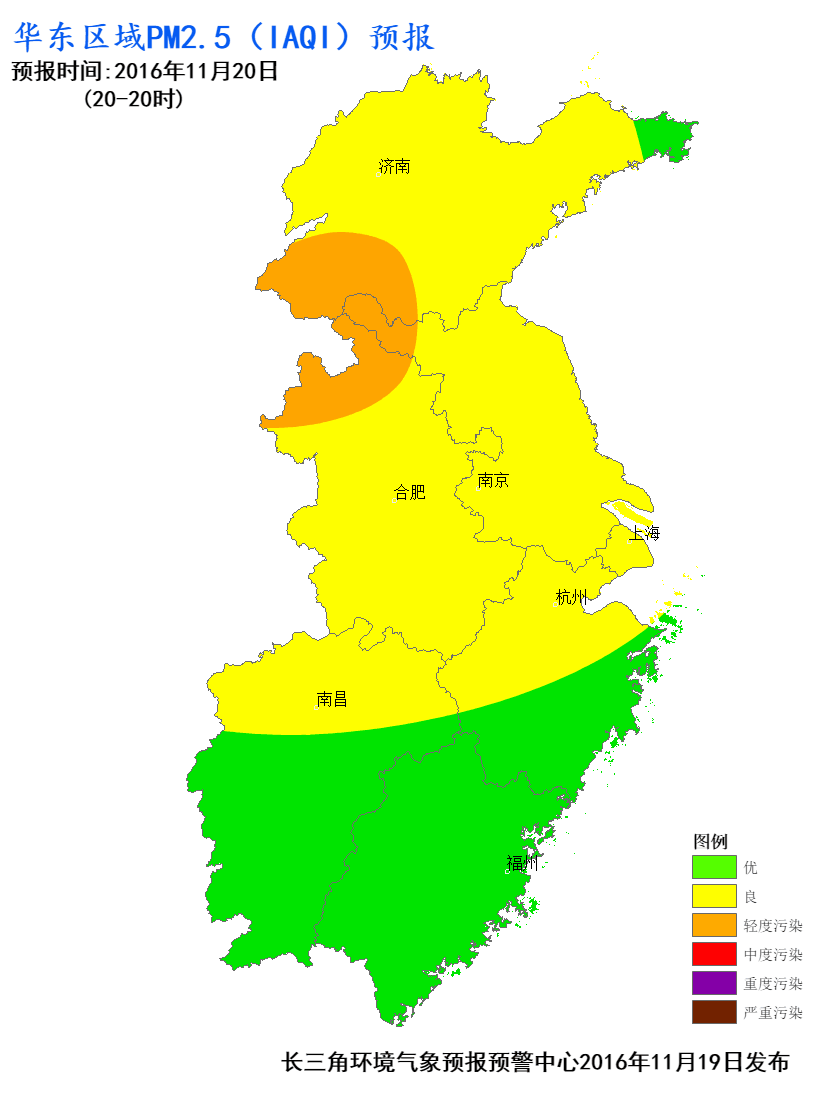 华东区域PM2.5（IAQI）预报
预报时间:2016年11月20日
(20-20时)
济南
南京
合肥
上海
杭州
南昌
福州
图例
优
良
轻度污染
中度污染
重度污染
严重污染
长三角环境气象预报预警中心2016年11月19日发布